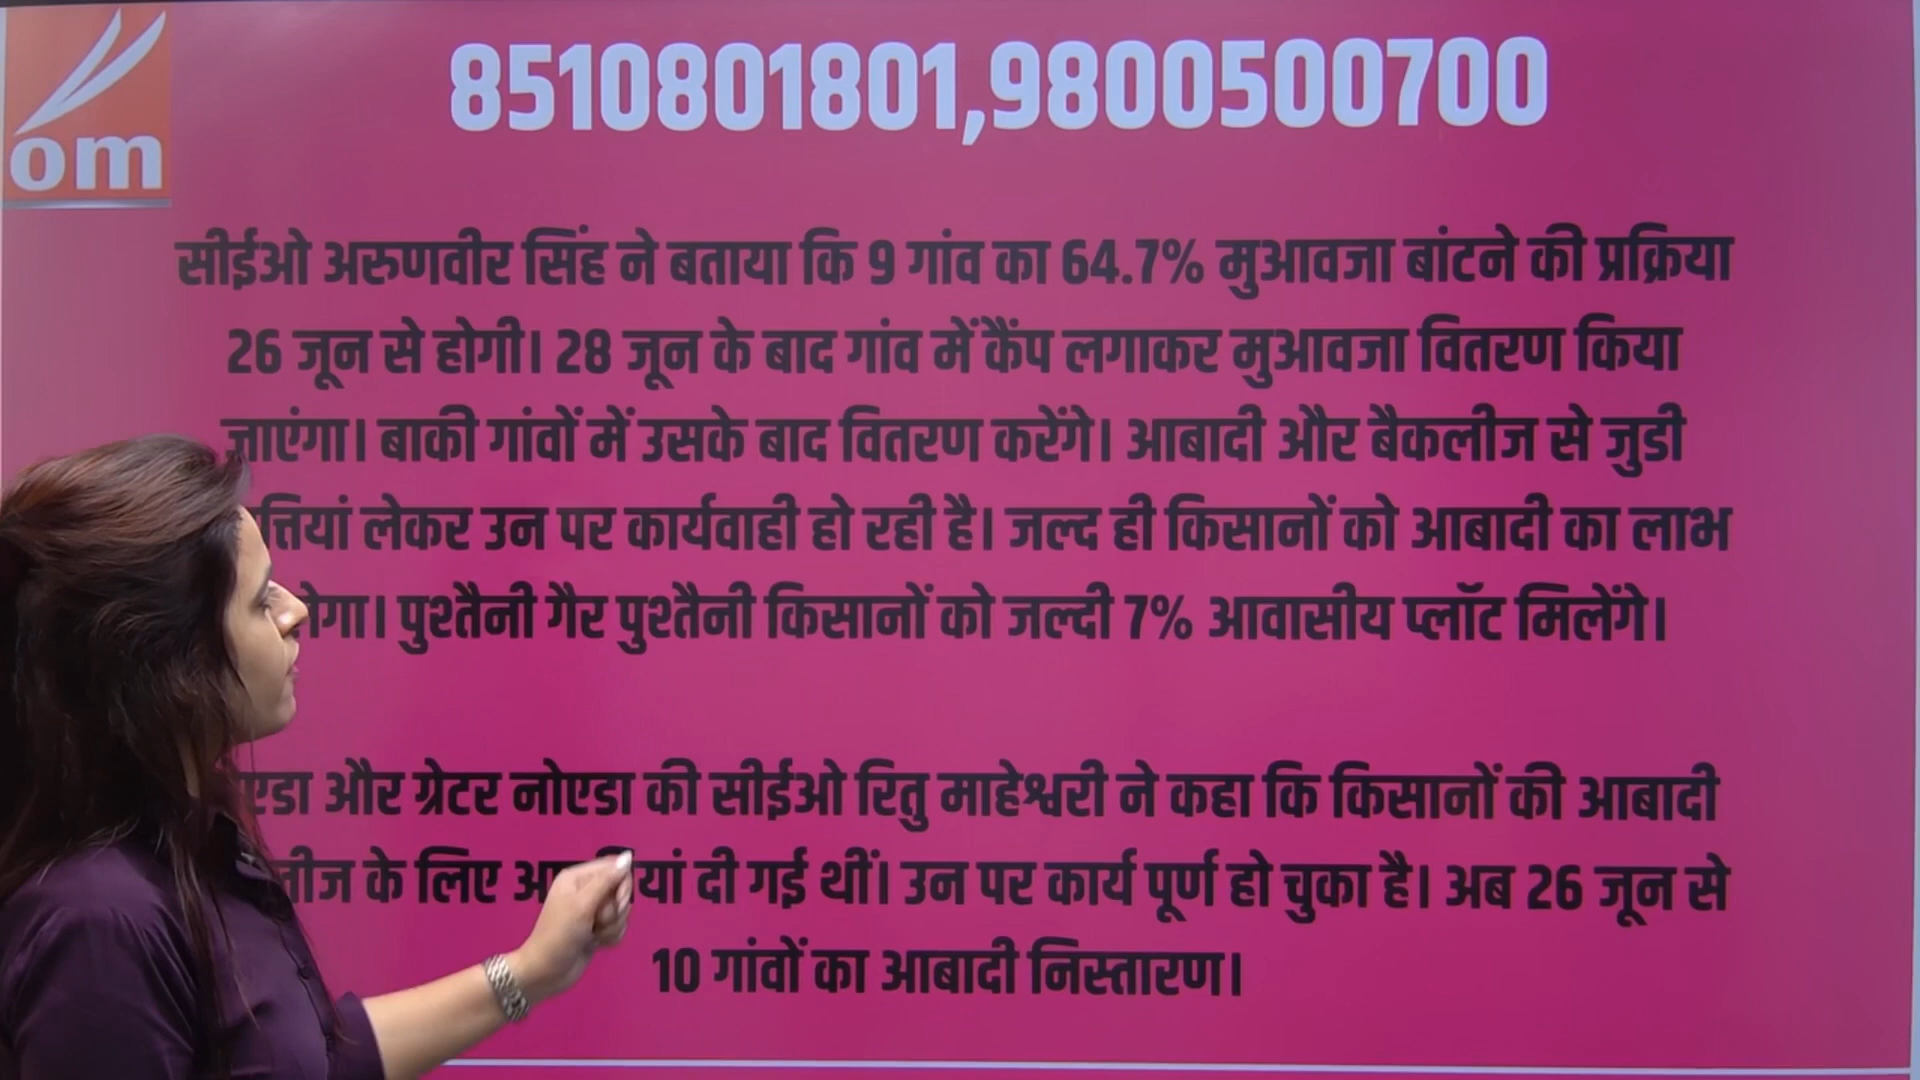 om
8510801801,9800500700
सीईओ अरुणवीर सिंह ने बताया कि 9 गांव का 64.7% मुआवजा बांटने की प्रक्रिया
26 जून से होगी। 28 जून के बाद गांव में कैंप लगाकर मुआवजा वितरण किया
जाएंगा। बाकी गांवों में उसके बाद वितरण करेंगे। आबादी और बैकलीज से जुडी
लेकर उन पर कार्यवाही हो रही है। जल्द ही किसानों को आबादी का लाभ
पुश्तैनी गैर पुश्तैनी किसानों को जल्दी 7% आवासीय प्लॉट मिलेंगे।
और ग्रेटर नोएडा की सीईओ रितु माहेश्वरी ने कहा कि किसानों की आबादी
के लिए दी गई थीं। उन पर कार्य पूर्ण हो चुका है। अब 26 जून से
10 गांवों का आबादी निस्तारण।